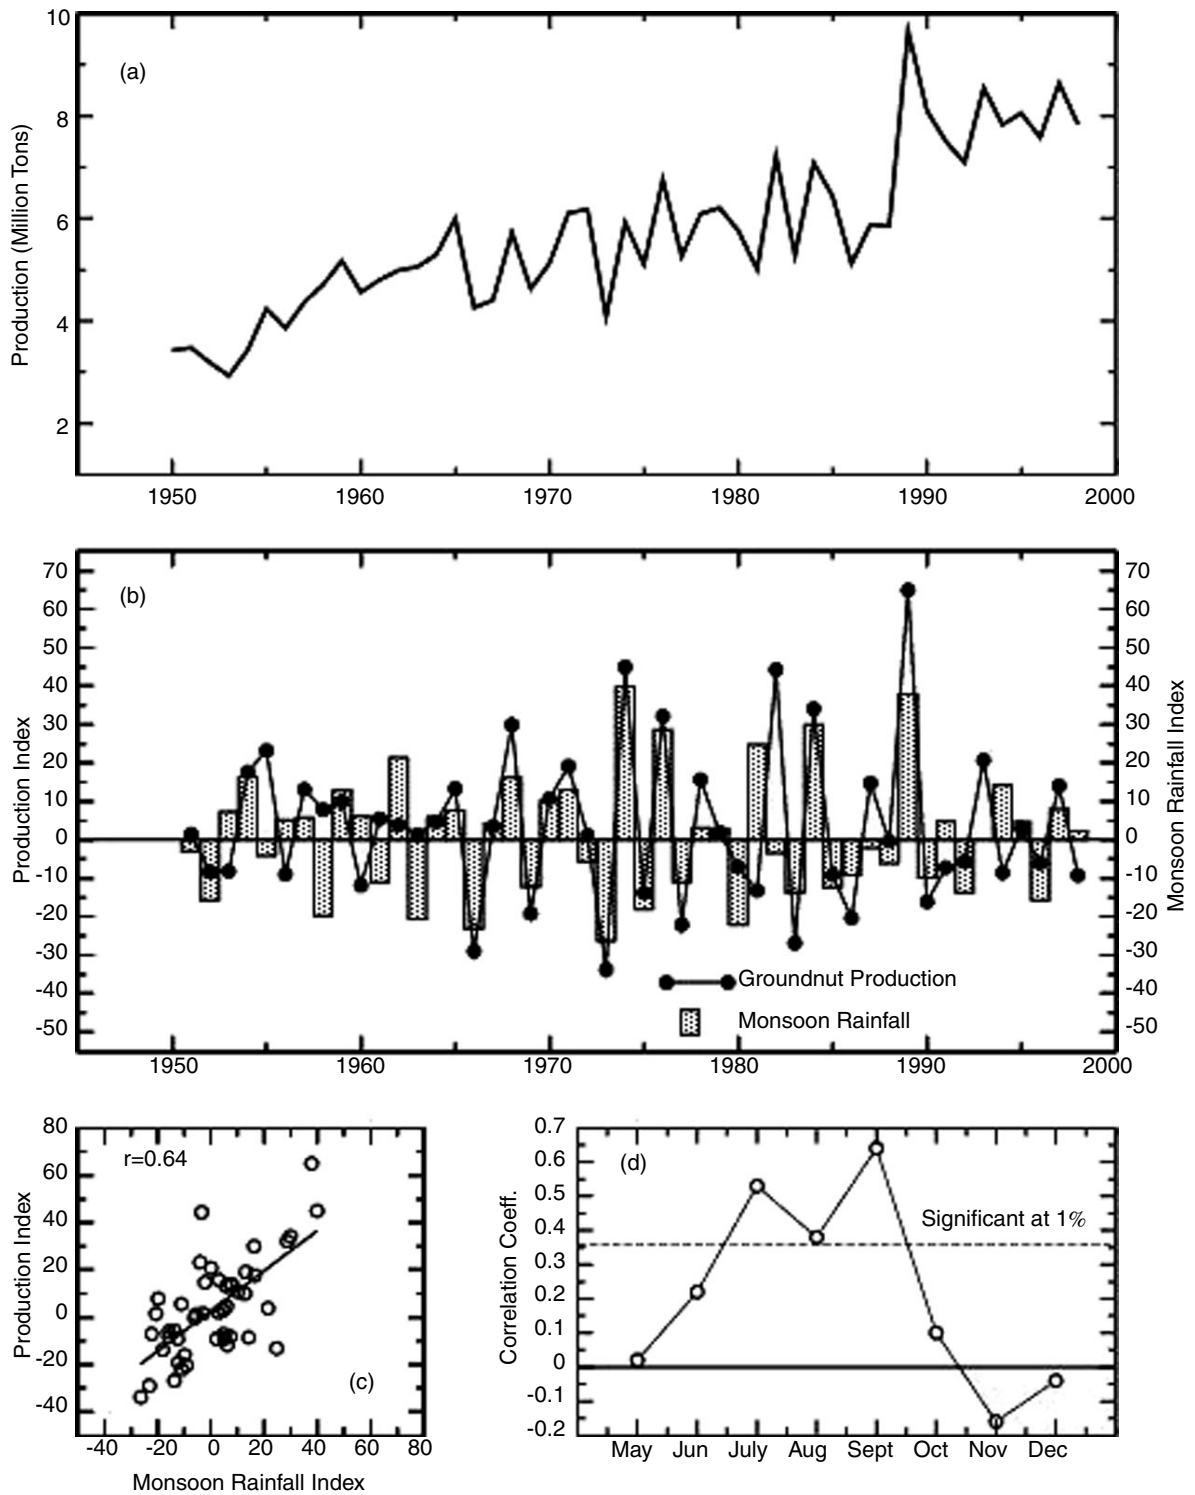 10
8
6
4
2
(a)
Production (Million Tons)
1950 1960 1970 1980 1990 2000
70
60
50
40
30
20
10
0
-10
-20
-30
-40
-50
(b)
Production Index
70
60
50
40
30
20
10
0
-10
-20
-30
-40
-50
Monsoon Rainfall Index
Groundnut Production
Monsoon Rainfall
1950 1960 1970 1980 1990 2000
80
60
40
20
0
-20
-40
r=0.64
Production Index
(c)
-40 -20 0 20 40 60 80
Monsoon Rainfall Index
0.7
0.6
0.5
0.4
0.3
0.2
0.1
0
-0.1
-0.2
(d)
Correlation Coeff.
Significant at 1%
May Jun July Aug Sept Oct Nov Dec